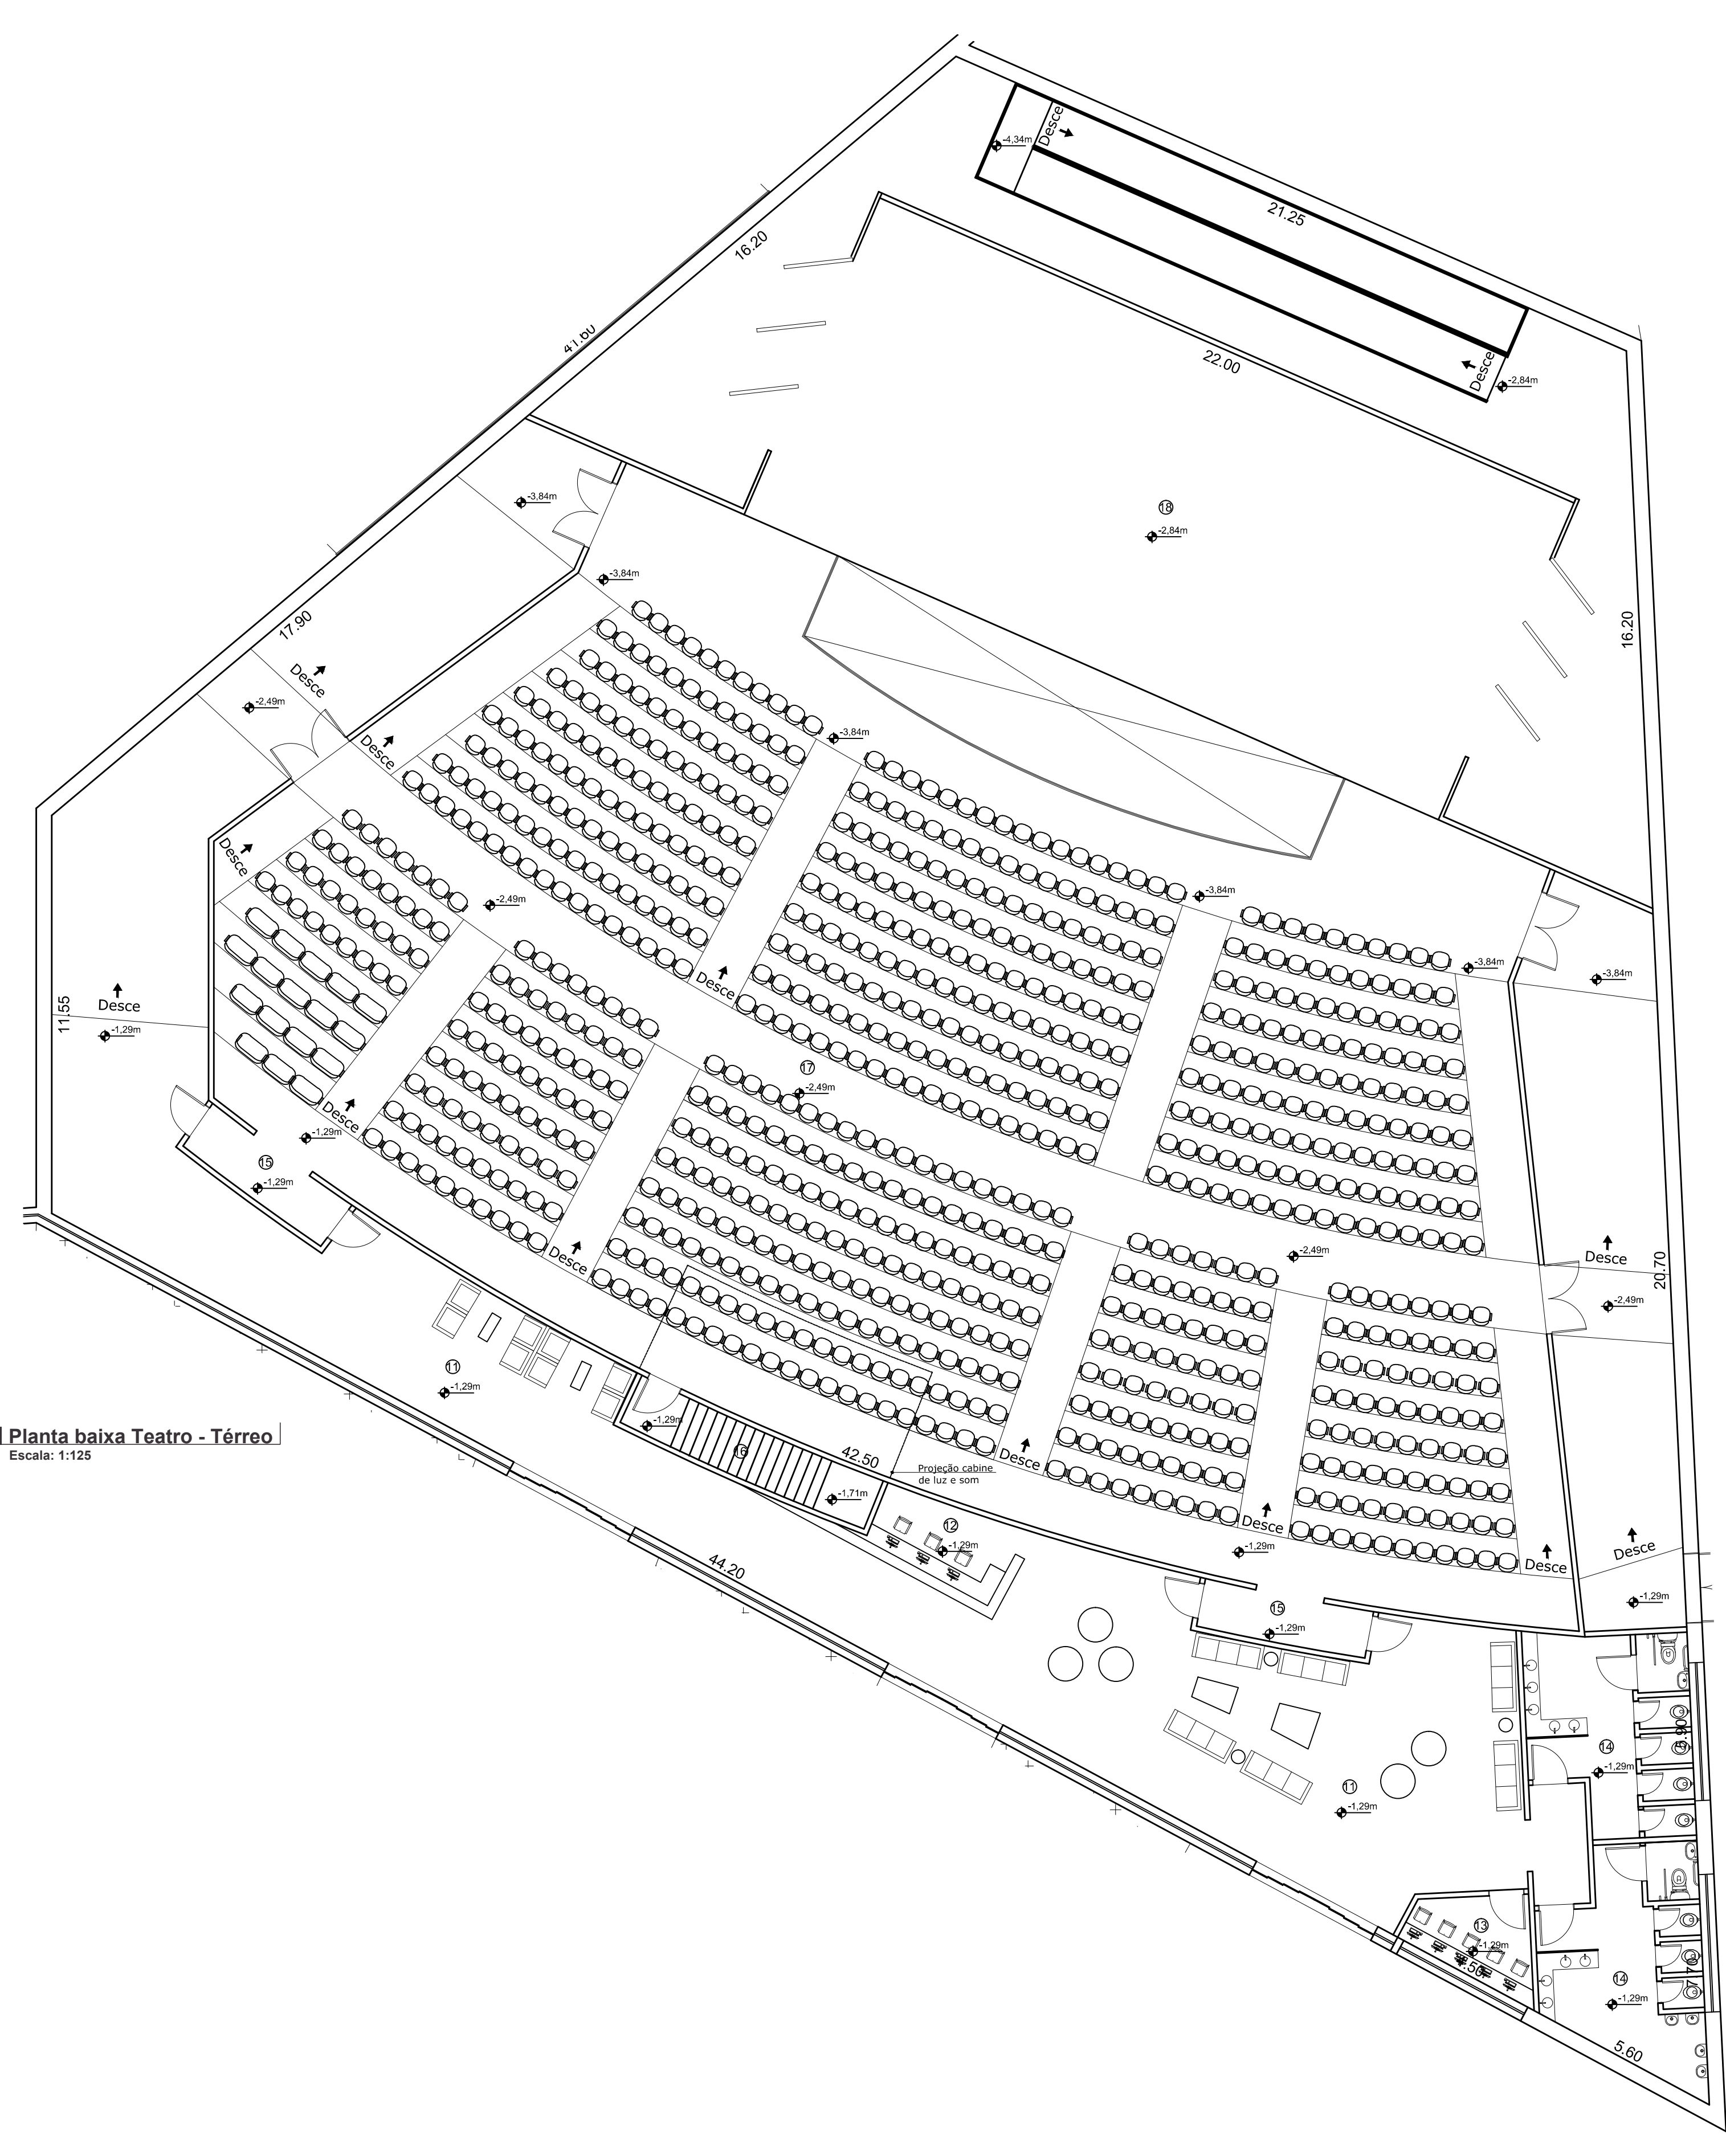 Desce
-4,34m
21.25
16.20
41.60
22.00
Desce
-2,84m
-3,84m
18
-2,84m
-3,84m
17.90
16.20
Desce
-2,49m
Desce
-3,84m
Desce
-3,84m
-2,49m
-3,84m
-3,84m
Desce
11.55
Desce
-1,29m
17
-2,49m
Desce
-1,29m
15
-1,29m
Desce
-2,49m
Desce
20.70
-2,49m
11
-1,29m
Planta baixa Teatro - Térreo
Escala: 1:125
-1,29m
16
42.50
Desce
Projeção cabine
de luz e som
-1,71m
12
-1,29m
Desce
-1,29m
Desce
Desce
44.20
15
-1,29m
-1,29m
5.90
14
-1,29m
11
-1,29m
13
-1,29m
14
-1,29m
5.60